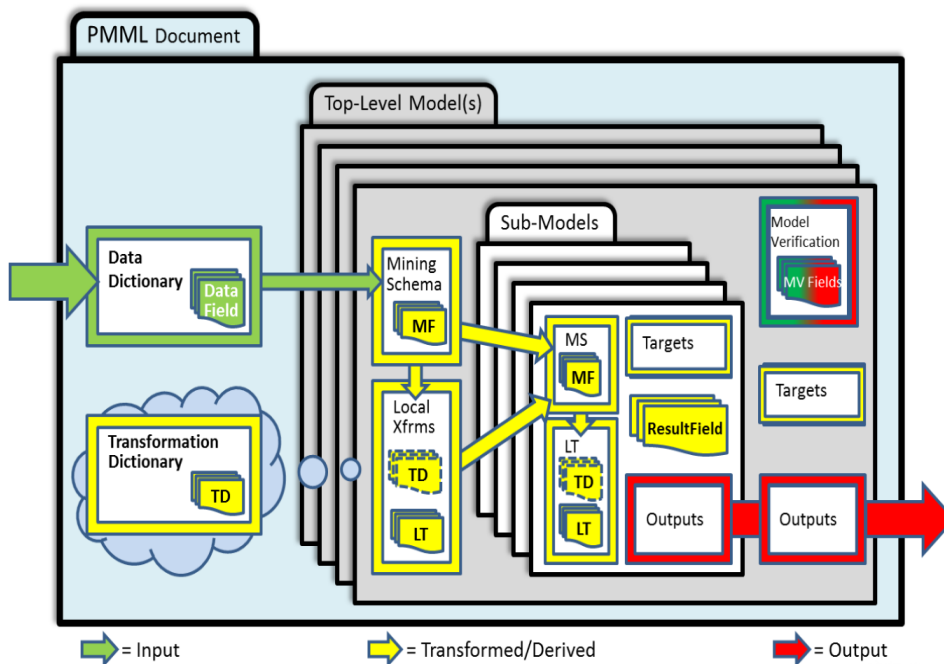 PMML Document
Top-Level Model(s)
Sub-Models
Model
Verification
MV Fields
Data
Dictionary
Data
Field
Mining
Schema
MF
MS
MF
Targets
Targets
Local
Xfrms
TD
LT
ResultField
LT
TD
LT
Transformation
Dictionary
TD
Outputs
Outputs
= Input
= Transformed/Derived
= Output